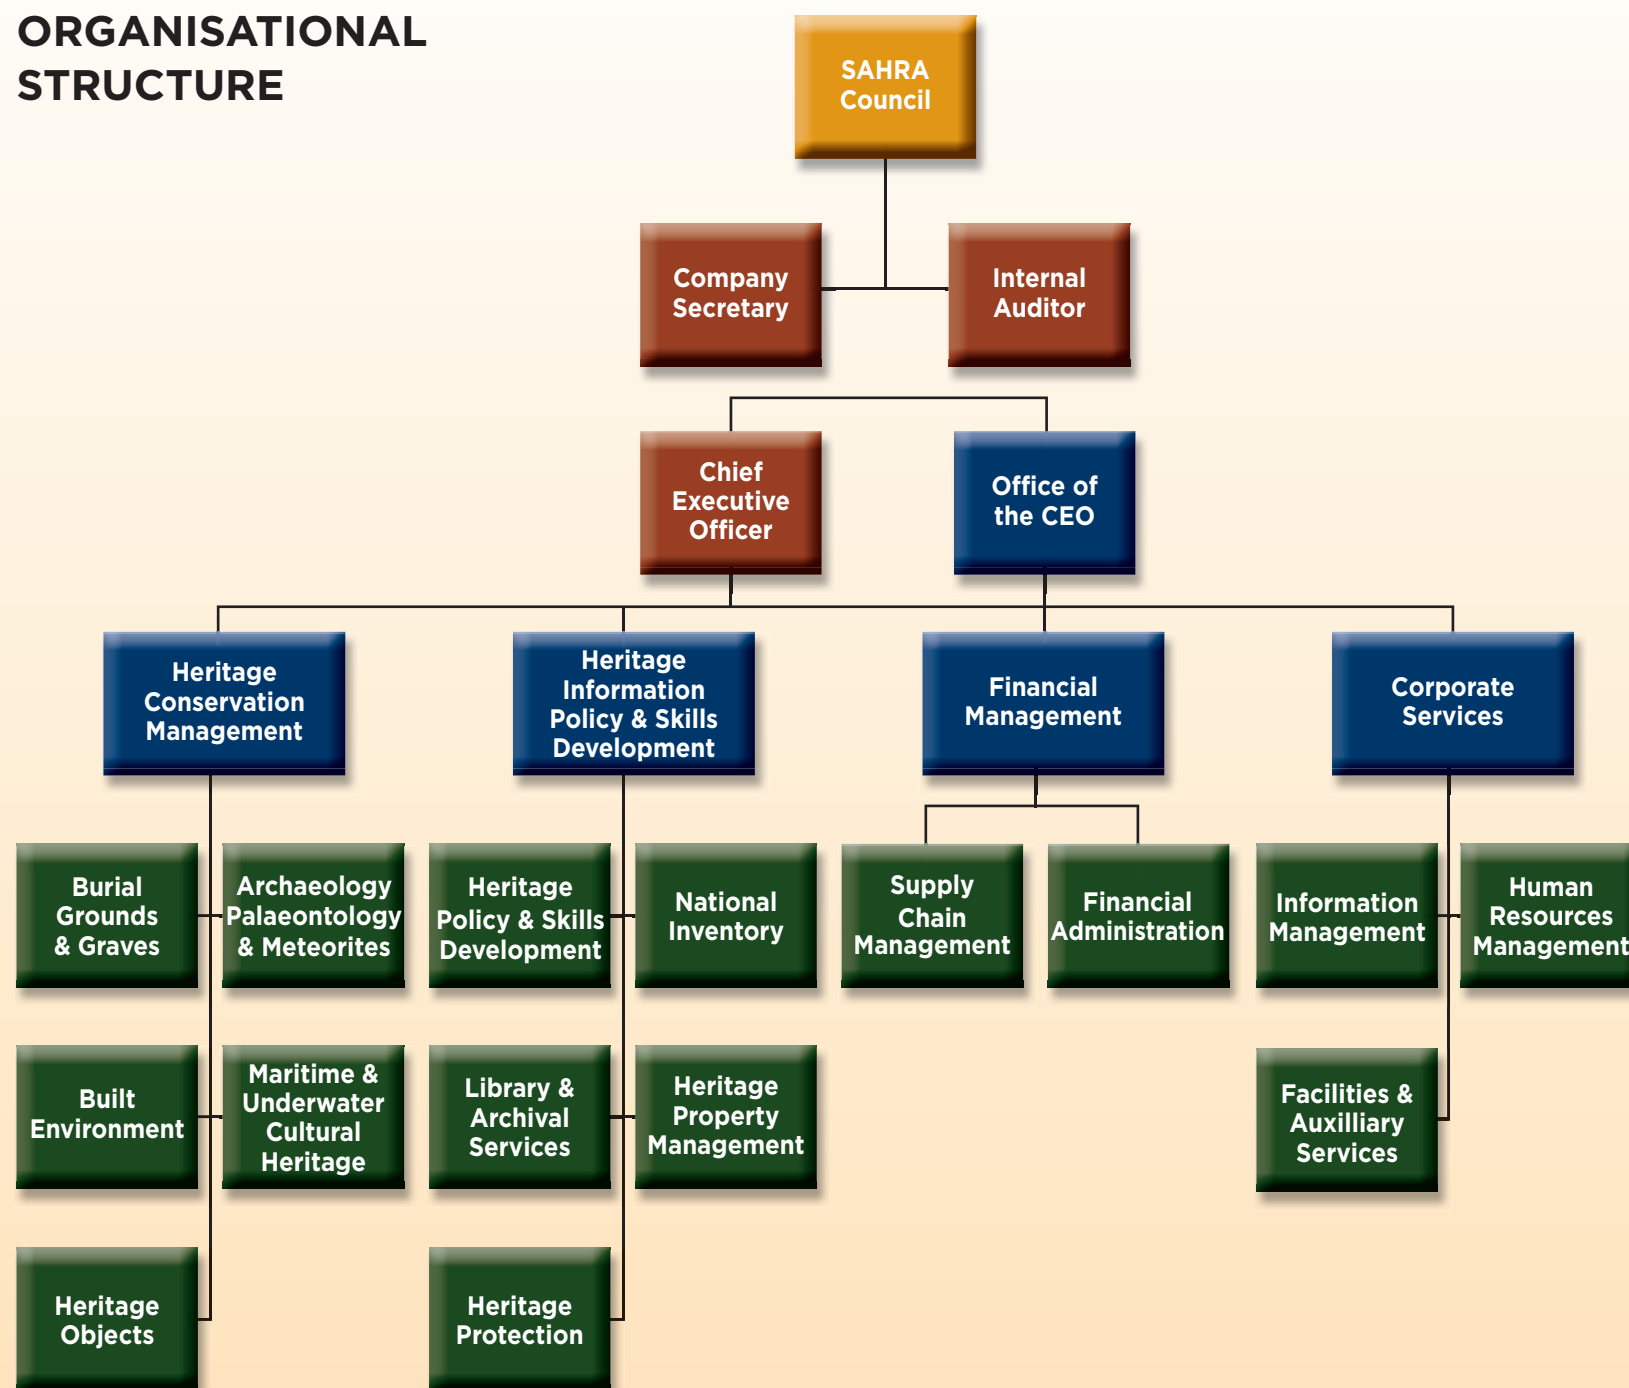 ORGANISATIONAL
STRUCTURE
SAHRA
Council
Company
Secretary
Internal
Auditor
Chief
Executive
Officer
Office of
the CEO
Heritage
Conservation
Management
Heritage
Information
Policy & Skills
Development
Financial
Management
Corporate
Services
Burial
Grounds
& Graves
Archaeology
Palaeontology
& Meteorites
Heritage
Policy & Skills
Development
National
Inventory
Supply
Chain
Management
Financial
Administration
Information
Management
Human
Resources
Management
Built
Environment
Maritime &
Underwater
Cultural
Heritage
Library &
Archival
Services
Heritage
Property
Management
Facilities &
Auxilliary
Services
Heritage
Objects
Heritage
Protection